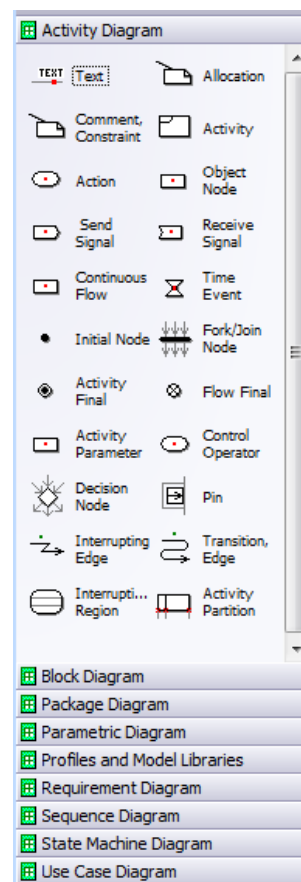 Activity Diagram
TEXT Text
Allocation
Comment,
Constraint
Activity
Action
Object
Node
Send
Signal
Receive
Signal
Continuous
Flow
Time
Event
Initial Node
Fork/Join
Node
Activity
Final
Flow Final
Activity
Parameter
Control
Operator
Decision
Node
Pin
Interrupting
Edge
Transition,
Edge
Interrupti...
Region
Activity
Partition
Block Diagram
Package Diagram
Parametric Diagram
Profiles and Model Libraries
Requirement Diagram
Sequence Diagram
State Machine Diagram
Use Case Diagram